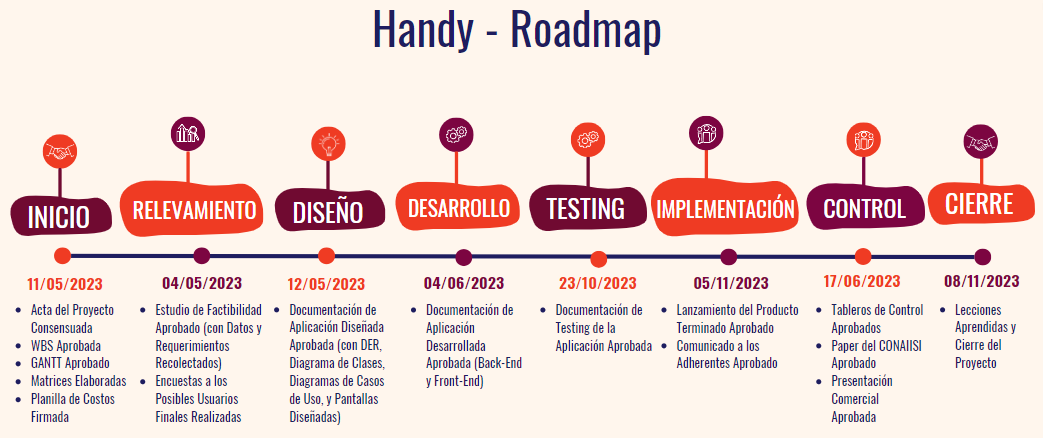 Handy - Roadmap
INICIO
RELEVAMIENTO
DISEÑO
DESARROLLO
TESTING
IMPLEMENTACIÓN
CONTROL
CIERRE
11/05/2023
• Acta del Proyecto
Consensuada
• WBS Aprobada
• GANTT Aprobado
• Matrices Elaboradas
• Planilla de Costos
Firmada
04/05/2023
• Estudio de Factibilidad
Aprobado (con Datos y
Requerimientos
Recolectados)
• Encuestas a los
Posibles Usuarios
Finales Realizadas
12/05/2023
• Documentación de
Aplicación Diseñada
Aprobada (con DER,
Diagrama de Clases,
Diagramas de Casos
de Uso, y Pantallas
Diseñadas)
04/06/2023
• Documentación de
Aplicación
Desarrollada
Aprobada (Back-End
y Front-End)
23/10/2023
• Documentación de
Testing de la
Aplicación Aprobada
05/11/2023
• Lanzamiento del Producto
Terminado Aprobado
• Comunicado a los
Adherentes Aprobado
17/06/2023
• Tableros de Control
Aprobados
• Paper del CONAIISI
Aprobado
• Presentación
Comercial
Aprobada
08/11/2023
• Lecciones
Aprendidas y
Cierre del
Proyecto